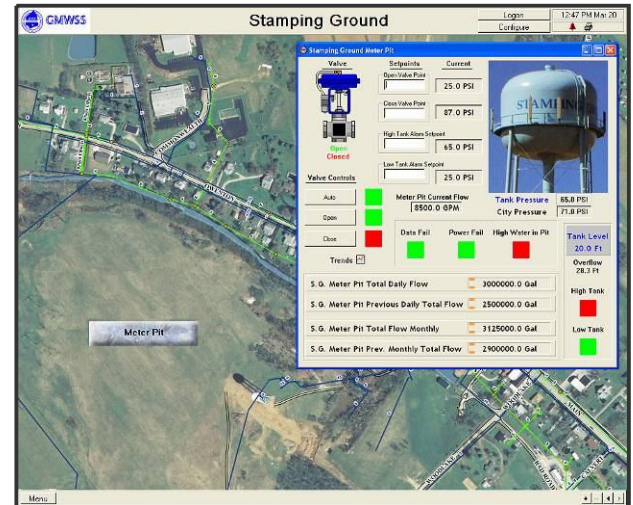 GMWSS
Stamping Ground
Logon
12:47 PM Mar 20
Configure
Stamping Ground Meter Pit
Valve
Setpoints
Current
Open Valve Point
25.0 PSI
Close Valve Point
87.0 PSI
High Tank Alarm Setpoint
65.0 PSI
Low Tank Alarm Setpoint
25.0 PSI
Open
Closed
STAMPING
Valve Controls
Auto
Open
Close
Trends
Meter Pit Current Flow
8500.0 GPM
Tank Pressure
65.0 PSI
City Pressure
71.0 PSI
Data Fail
Power Fail
High Water in Pit
Tank Level
20.0 Ft
Overflow
28.3 Ft
High Tank
Low Tank
S.G. Meter Pit Total Daily Flow
3000000.0 Gal
S.G. Meter Pit Previous Daily Total Flow
2500000.0 Gal
S.G. Meter Pit Total Flow Monthly
3125000.0 Gal
S.G. Meter Pit Prev. Monthly Total Flow
2900000.0 Gal
Meter Pit
MAIN
WOODLAKE
Menu